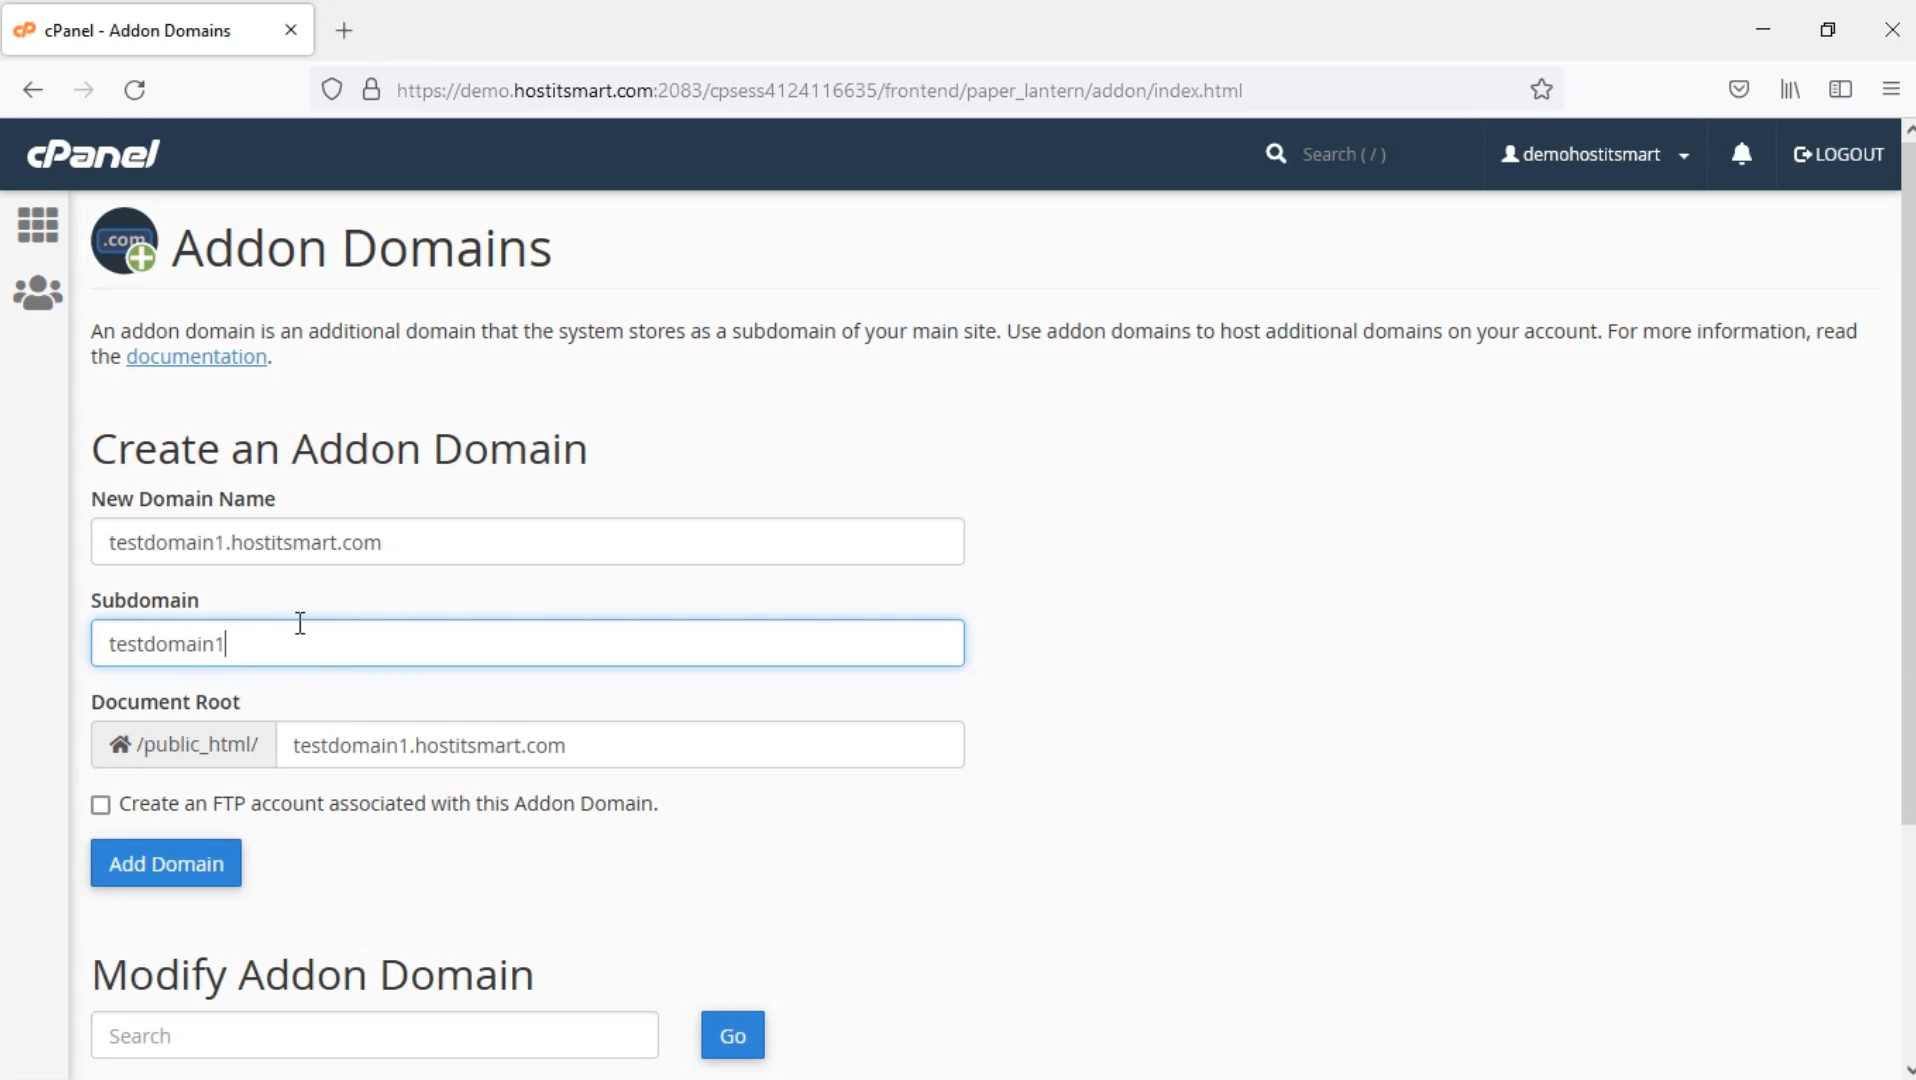 cPanel - Addon Domains
https://demo.hostitsmart.com:2083/cpsess4124116635/frontend/paper_lantern/addon/index.html
cPanel
Search ( / )
demohostitsmart
LOGOUT
.com
Addon Domains
An addon domain is an additional domain that the system stores as a subdomain of your main site. Use addon domains to host additional domains on your account. For more information, read
the documentation.
Create an Addon Domain
New Domain Name
testdomain1.hostitsmart.com
Subdomain
testdomain1
Document Root
/public_html/ testdomain1.hostitsmart.com
Create an FTP account associated with this Addon Domain.
Add Domain
Modify Addon Domain
Search
Go